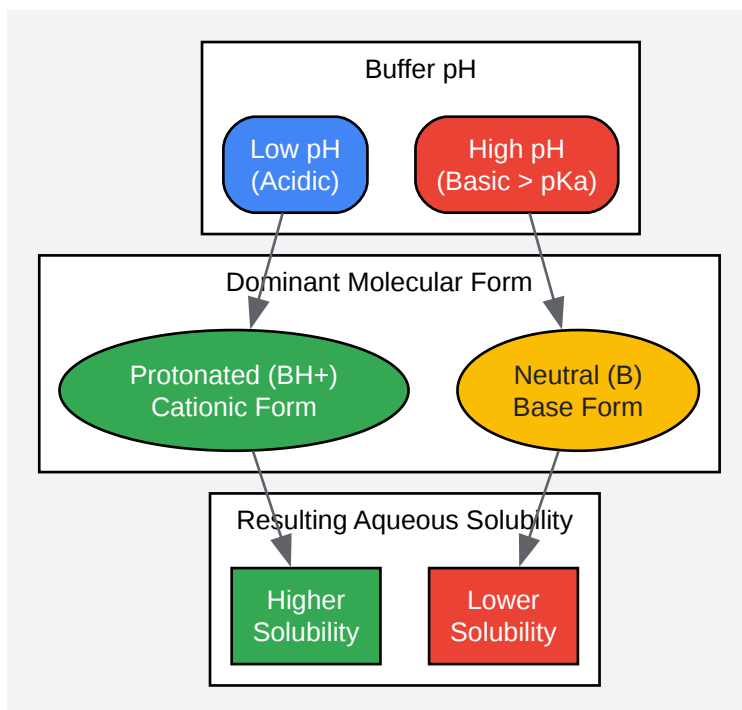 Buffer pH
Low pH
(Acidic)
High pH
(Basic > pKa)
Dominant Molecular Form
Protonated (BH+)
Cationic Form
Neutral (B)
Base Form
Resulting Aqueous Solubility
Higher
Solubility
Lower
Solubility